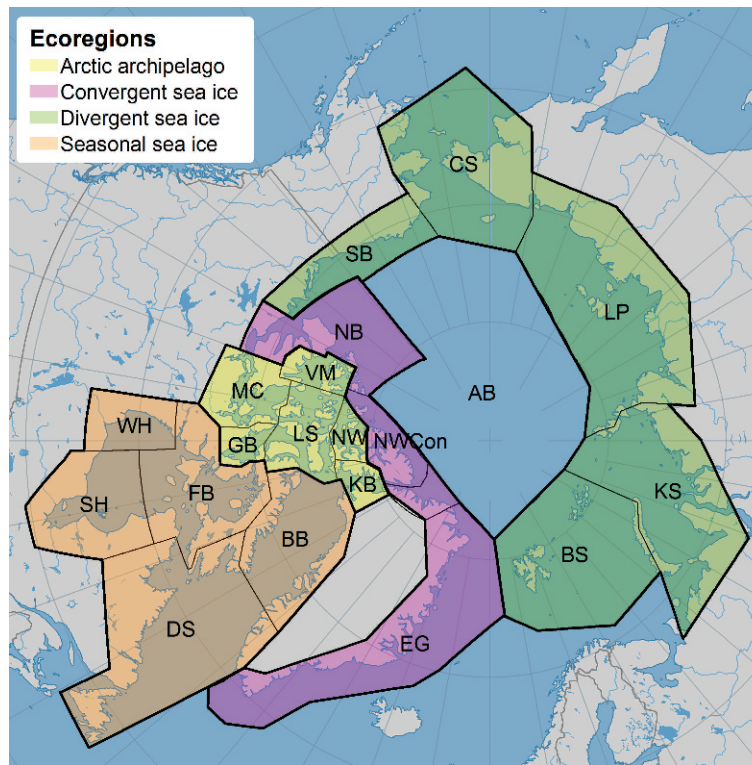 Ecoregions
Arctic archipelago
Convergent sea ice
Divergent sea ice
Seasonal sea ice
CS
SB
LP
NB
VM
MC
AB
WH
GB
LS
NW
NWCon
KB
SH
FB
KS
BB
BS
DS
EG